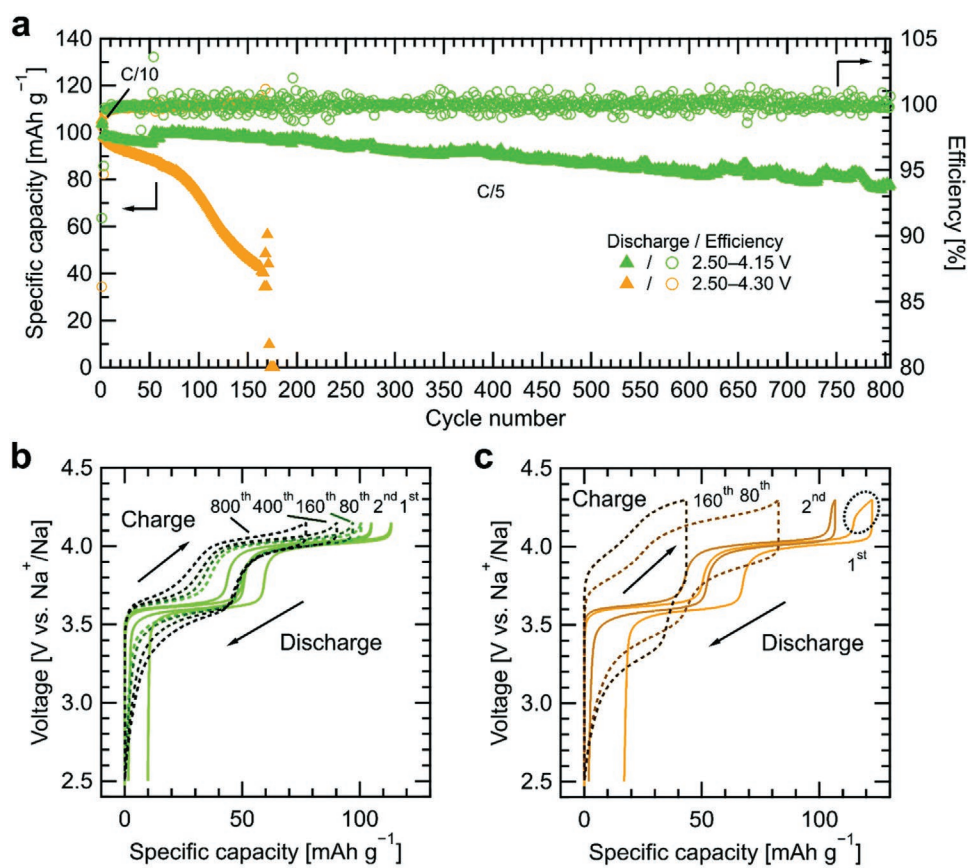 a
140
120
100
80
60
40
20
0
Specific capacity [mAh g⁻¹]
C/10
C/5
Discharge / Efficiency
/ 2.50–4.15 V
/ 2.50–4.30 V
105
100
95
90
85
80
Efficiency [%]
0 50 100 150 200 250 300 350 400 450 500 550 600 650 700 750 800
Cycle number
b
4.5
4.0
3.5
3.0
2.5
Voltage [V vs. Na⁺/Na]
800th 400th 160th 80th 2nd 1st
Charge
Discharge
0 50 100
Specific capacity [mAh g⁻¹]
c
4.5
4.0
3.5
3.0
2.5
Voltage [V vs. Na⁺/Na]
Charge
160th 80th 2nd
1st
Discharge
0 50 100
Specific capacity [mAh g⁻¹]